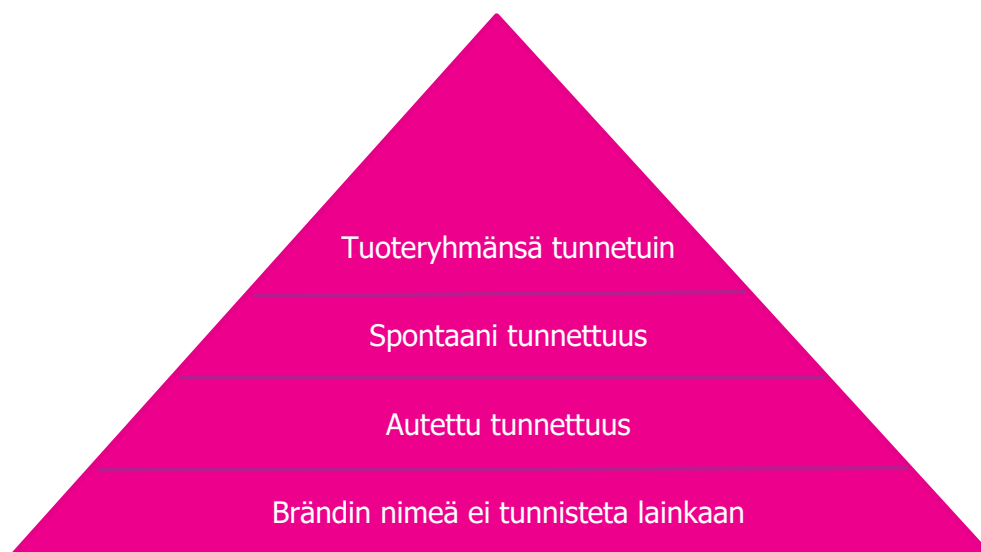 Tuoteryhmänsä tunnetuin
Spontaani tunnettuus
Autettu tunnettuus
Brändin nimeä ei tunnisteta lainkaan